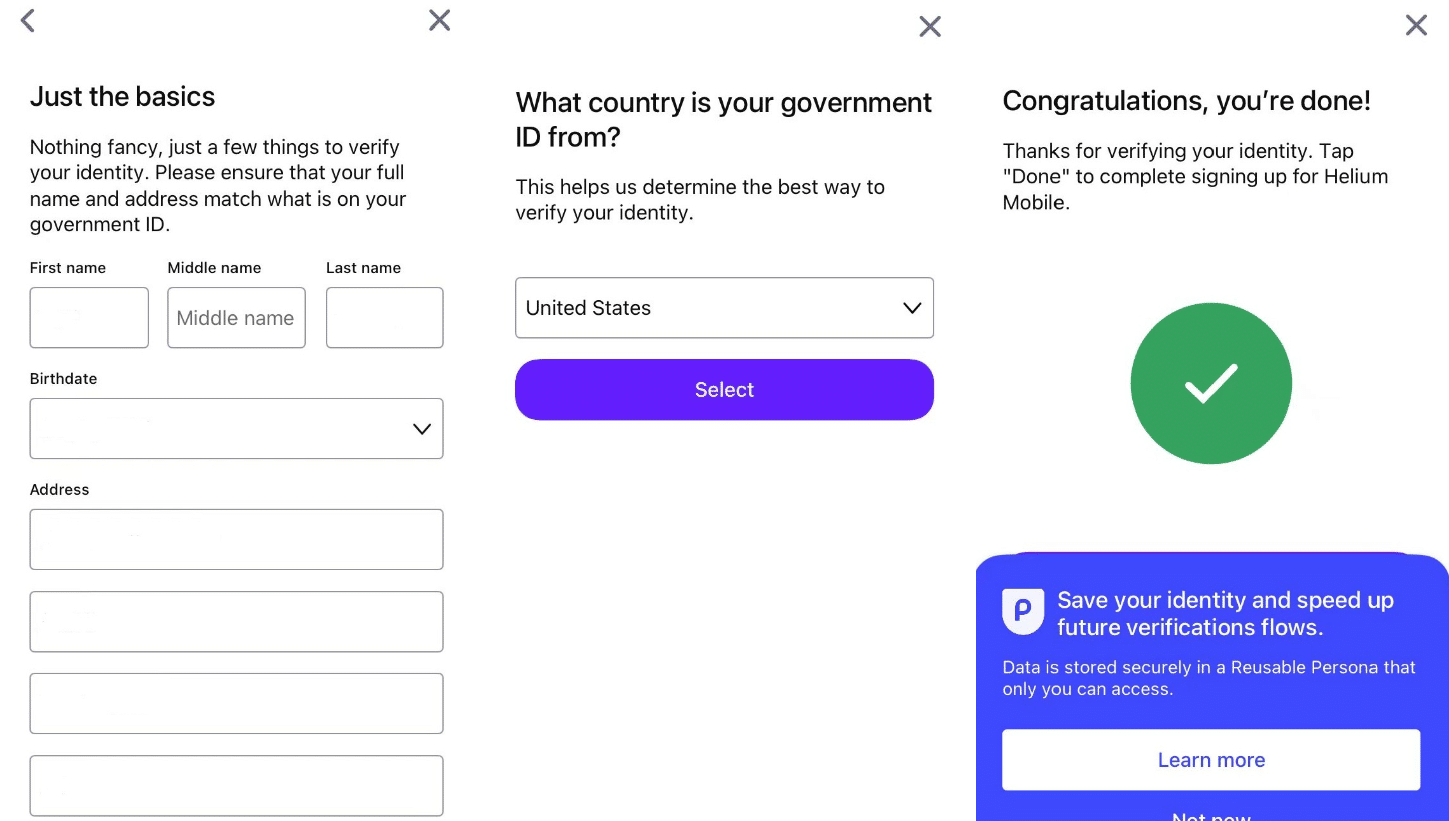 Just the basics
Nothing fancy, just a few things to verify
your identity. Please ensure that your full
name and address match what is on your
government ID.
First name
Middle name
Last name
Middle name
Birthdate
Address
What country is your government
ID from?
This helps us determine the best way to
verify your identity.
United States
Select
Congratulations, you’re done!
Thanks for verifying your identity. Tap
"Done" to complete signing up for Helium
Mobile.
Save your identity and speed up
future verifications flows.
Data is stored securely in a Reusable Persona that
only you can access.
Learn more
Not now